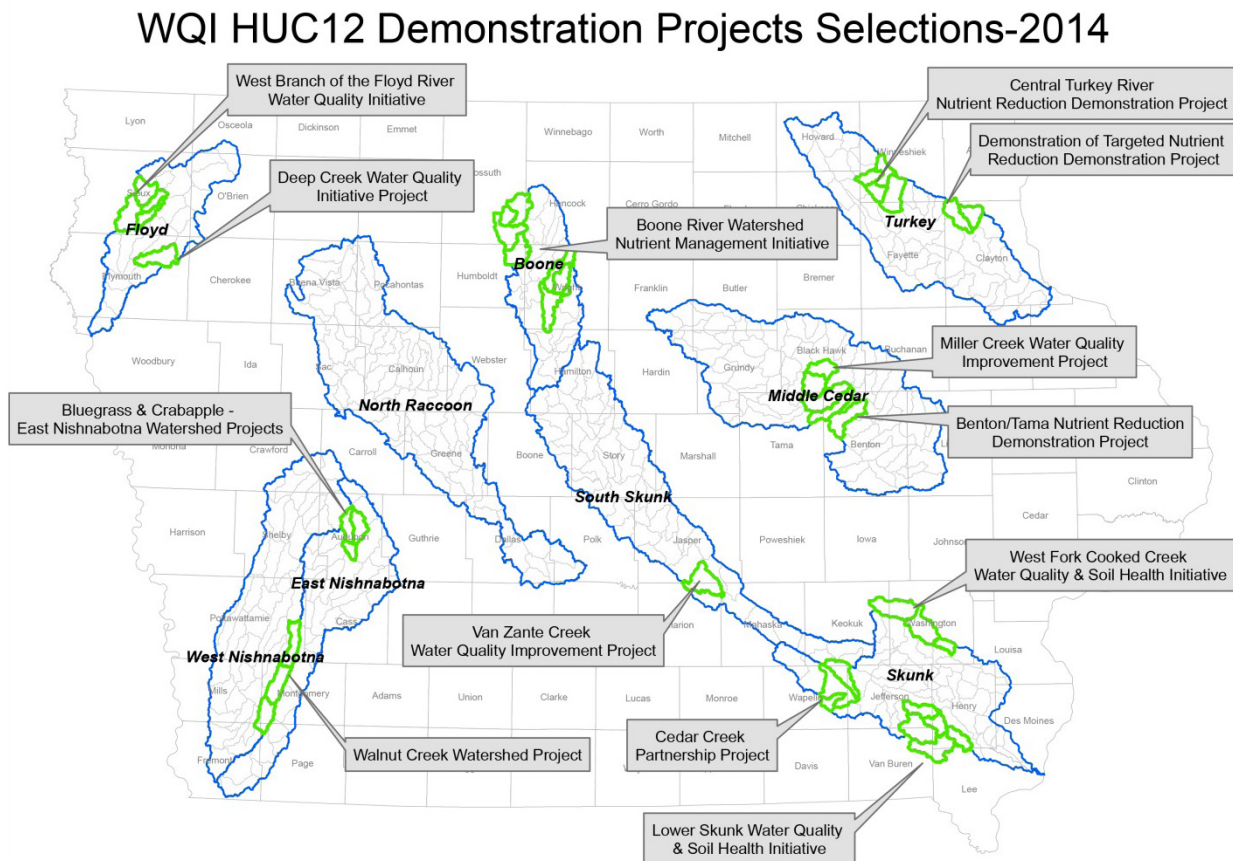 WQI HUC12 Demonstration Projects Selections-2014
West Branch of the Floyd River
Water Quality Initiative
Central Turkey River
Nutrient Reduction Demonstration Project
Demonstration of Targeted Nutrient
Reduction Demonstration Project
Deep Creek Water Quality
Initiative Project
Boone River Watershed
Nutrient Management Initiative
Miller Creek Water Quality
Improvement Project
Bluegrass & Crabapple -
East Nishnabotna Watershed Projects
Benton/Tama Nutrient Reduction
Demonstration Project
West Fork Cooked Creek
Water Quality & Soil Health Initiative
Van Zante Creek
Water Quality Improvement Project
Cedar Creek
Partnership Project
Walnut Creek Watershed Project
Lower Skunk Water Quality
& Soil Health Initiative
Floyd
Boone
Turkey
North Raccoon
Middle Cedar
South Skunk
East Nishnabotna
West Nishnabotna
Skunk
Lyon
Osceola
Dickinson
Emmet
Winnebago
Worth
Mitchell
Howard
Winneshiek
Sioux
O'Brien
ossuth
Hancock
Cerro Gordo
Plymouth
Cherokee
Buena Vista
Pocahontas
Humboldt
Wright
Franklin
Butler
Bremer
Fayette
Clayton
Woodbury
Ida
Sac
Calhoun
Webster
Hamilton
Hardin
Grundy
Black Hawk
Buchanan
Monona
Crawford
Carroll
Greene
Boone
Story
Marshall
Tama
Benton
Clinton
Cedar
Harrison
Shelby
Audubon
Guthrie
Dallas
Polk
Jasper
Poweshiek
Iowa
Johnson
Pottawattamie
Cass
arion
Mahaska
Keokuk
Washington
Louisa
Mills
Montgomery
Adams
Union
Clarke
Lucas
Monroe
Wapello
Jefferson
Henry
Des Moines
Fremont
Page
Davis
Van Buren
Lee